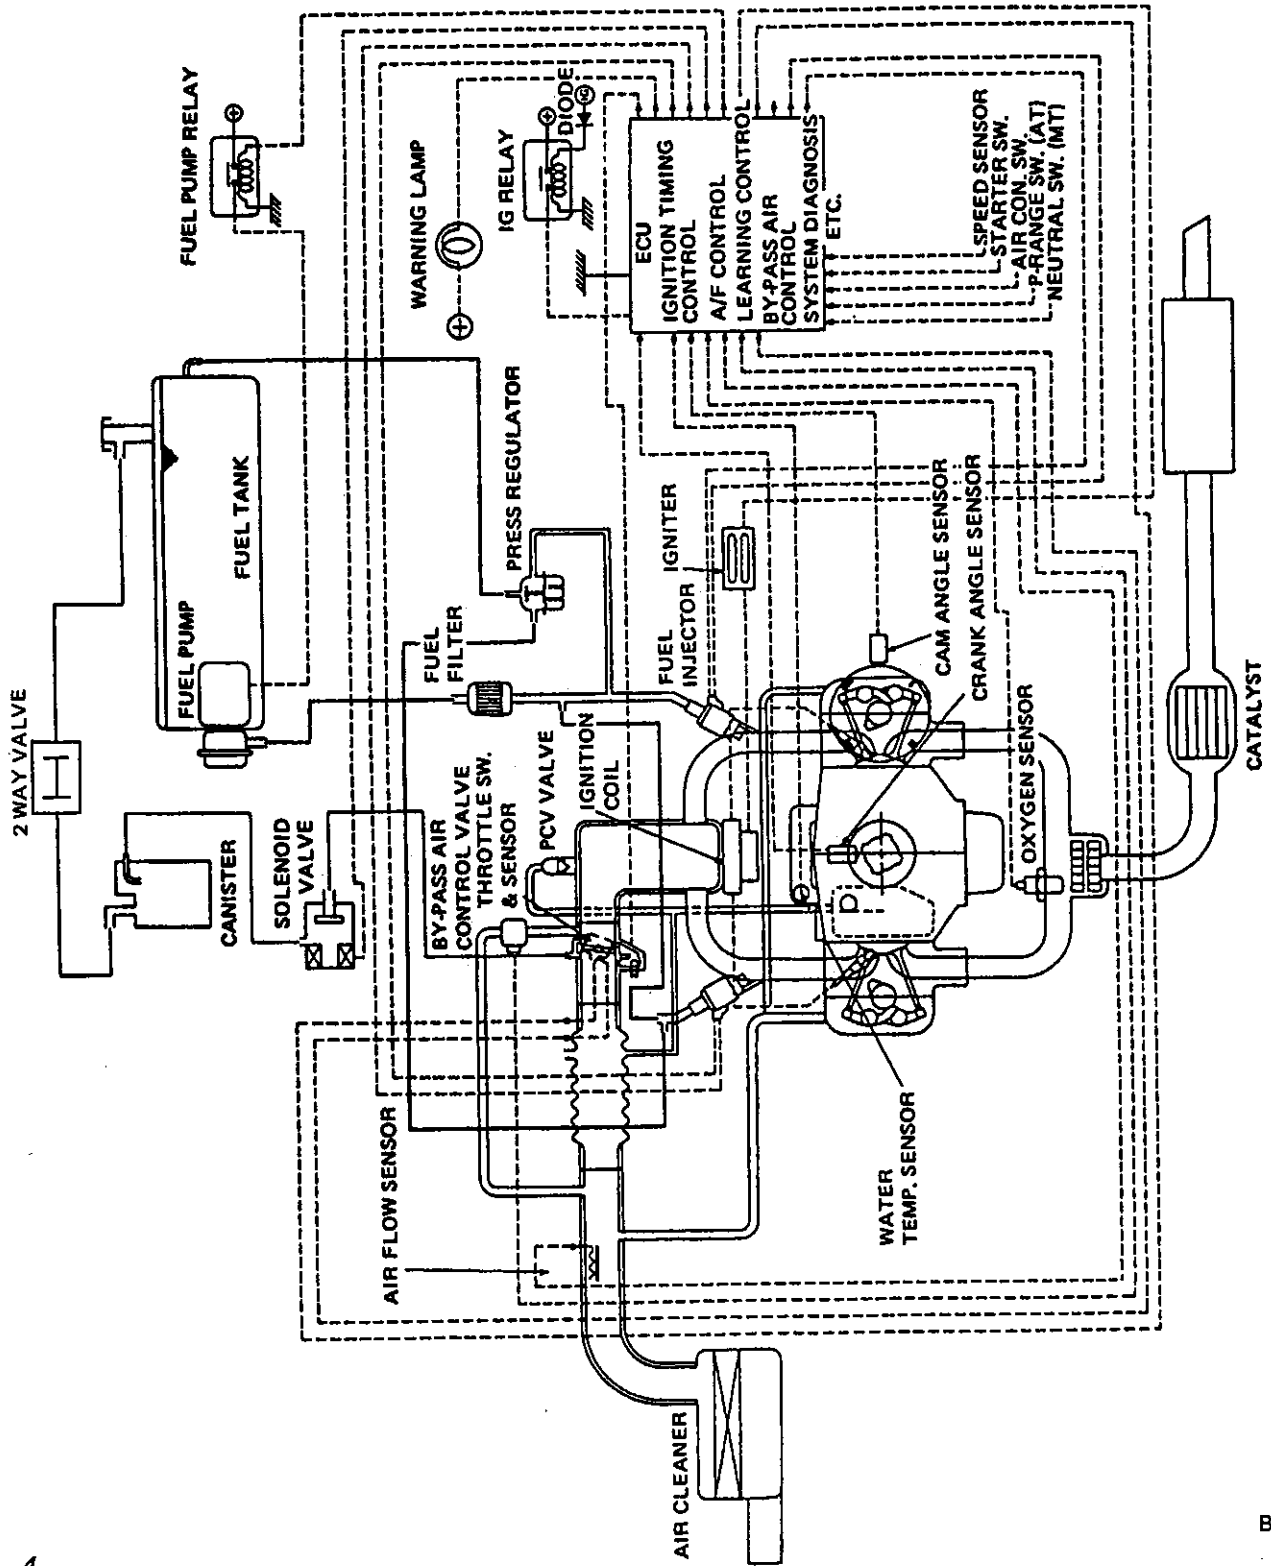 2 WAY VALVE
FUEL PUMP
FUEL TANK
FUEL PUMP RELAY
CANISTER
SOLENOID
VALVE
WARNING LAMP
IG RELAY
DIODE
IG
BY-PASS AIR
CONTROL VALVE
THROTTLE SW.
& SENSOR
FUEL
FILTER
PRESS REGULATOR
AIR FLOW SENSOR
PCV VALVE
IGNITION
COIL
FUEL
INJECTOR
IGNITER
ECU
IGNITION TIMING
CONTROL
A/F CONTROL
LEARNING CONTROL
BY-PASS AIR
CONTROL
SYSTEM DIAGNOSIS
ETC.
SPEED SENSOR
STARTER SW.
AIR CON. SW.
P-RANGE SW. (AT)
NEUTRAL SW. (MT)
AIR CLEANER
WATER
TEMP. SENSOR
CAM ANGLE SENSOR
CRANK ANGLE SENSOR
OXYGEN SENSOR
CATALYST
4
B